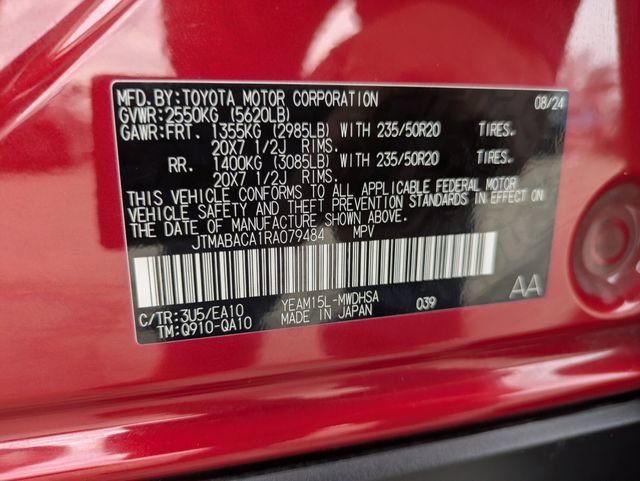 MFD.BY:TOYOTA MOTOR CORPORATION 08/24
GVWR:2550KG (5620LB)
GAWR:FRT. 1355KG (2985LB) WITH 235/50R20 TIRES.
20X7 1/2J RIMS.
RR. 1400KG (3085LB) WITH 235/50R20 TIRES.
20X7 1/2J RIMS.
THIS VEHICLE CONFORMS TO ALL APPLICABLE FEDERAL MOTOR
VEHICLE SAFETY AND THEFT PREVENTION STANDARDS IN EFFECT ON
THE DATE OF MANUFACTURE SHOWN ABOVE.
JTMABACA1RA079484 MPV
C/TR:3U5/EA10 YEAM15L-MWDHSA 039 AA
TM:Q910-QA10 MADE IN JAPAN